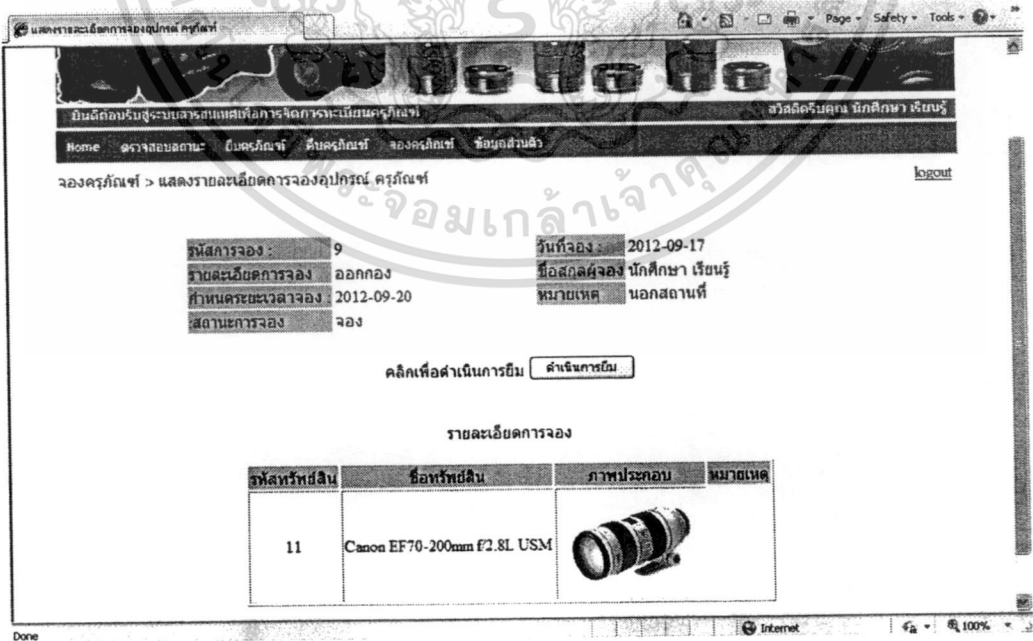 แสดงรายละเอียดการจองอุปกรณ์ ครุภัณฑ์
Page Safety Tools
ยินดีต้อนรับสู่ระบบสารสนเทศเพื่อการจัดการทะเบียนครุภัณฑ์ สวัสดีครับคุณ นักศึกษา เรียนรู้
Home ตรวจสอบสถานะ ยืมครุภัณฑ์ คืนครุภัณฑ์ จองครุภัณฑ์ ข้อมูลส่วนตัว
จองครุภัณฑ์ > แสดงรายละเอียดการจองอุปกรณ์ ครุภัณฑ์ logout
รหัสการจอง : 9 วันที่จอง : 2012-09-17
รายละเอียดการจอง ออกกอง ชื่อสกุลผู้จอง นักศึกษา เรียนรู้
กำหนดระยะเวลาจอง : 2012-09-20 หมายเหตุ นอกสถานที่
:สถานะการจอง จอง
คลิกเพื่อดำเนินการยืม ดำเนินการยืม
รายละเอียดการจอง
รหัสทรัพย์สิน ชื่อทรัพย์สิน ภาพประกอบ หมายเหตุ
11 Canon EF70-200mm f/2.8L USM
Done Internet 100%